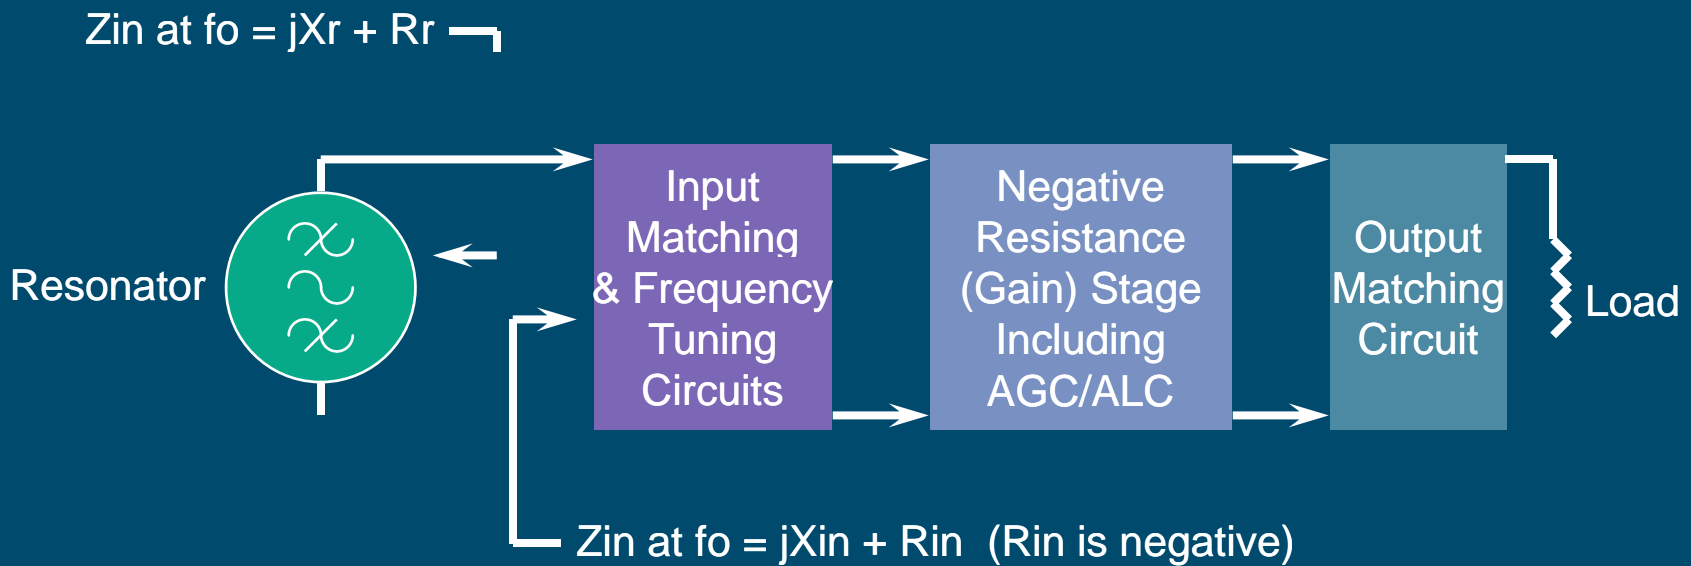 Zin at fo = jXr + Rr
Resonator
Input
Matching
& Frequency
Tuning
Circuits
Negative
Resistance
(Gain) Stage
Including
AGC/ALC
Output
Matching
Circuit
Load
Zin at fo = jXin + Rin (Rin is negative)